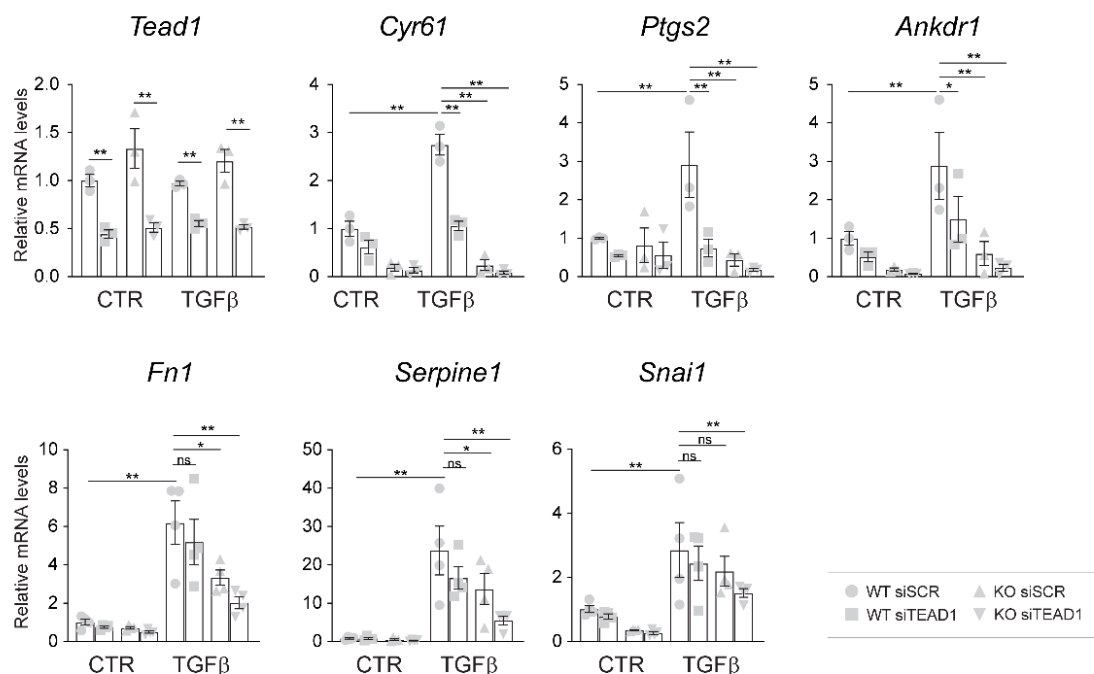 Tead1
Cyr61
Ptgs2
Ankdr1
Relative mRNA levels
2.0
1.5
1.0
0.5
0.0
** ** ** **
CTR TGFβ
4
3
2
1
0
** ** ** **
CTR TGFβ
5
4
3
2
1
0
** ** ** **
CTR TGFβ
5
4
3
2
1
0
** ** ** *
CTR TGFβ
Fn1
Serpine1
Snai1
Relative mRNA levels
10
8
6
4
2
0
** ** * ns
CTR TGFβ
50
40
30
20
10
0
** ** * ns
CTR TGFβ
6
4
2
0
** ** ns ns
CTR TGFβ
WT siSCR KO siSCR
WT siTEAD1 KO siTEAD1